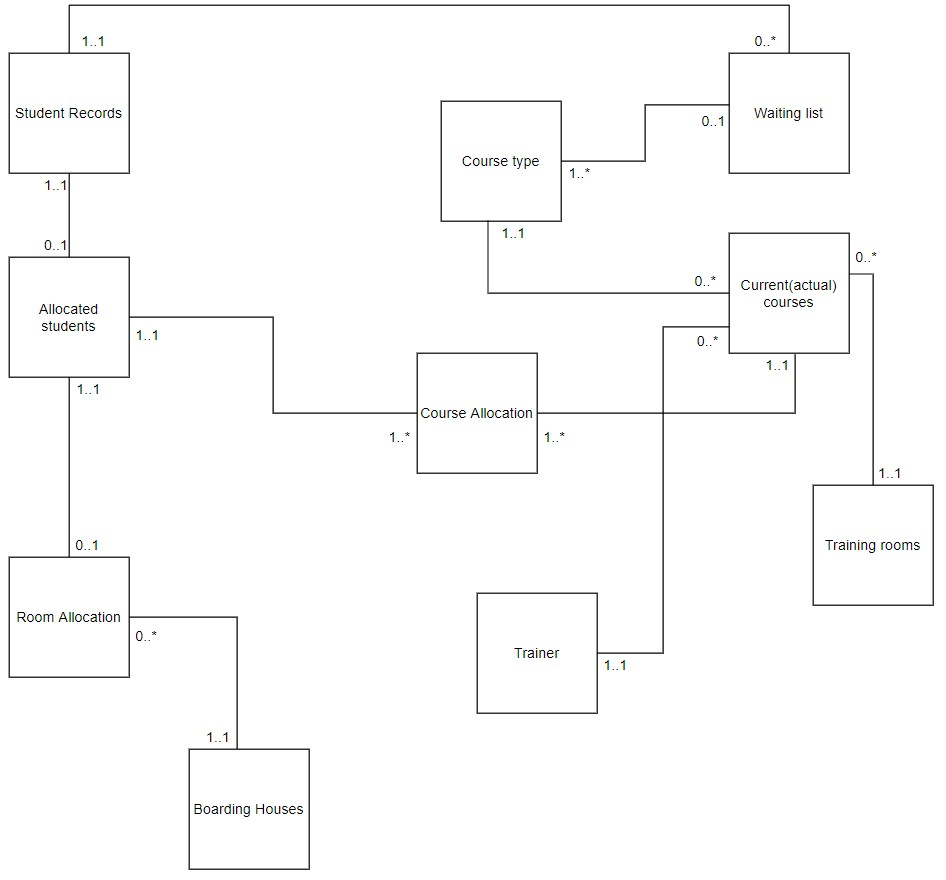 1..1
0..*
Student Records
Waiting list
Course type
0..1
1..*
1..1
1..1
0..1
0..*
Current(actual)
courses
0..*
Allocated
students
1..1
0..*
1..1
1..1
Course Allocation
1..*
1..*
1..1
0..1
Training rooms
Room Allocation
0..*
Trainer
1..1
1..1
Boarding Houses